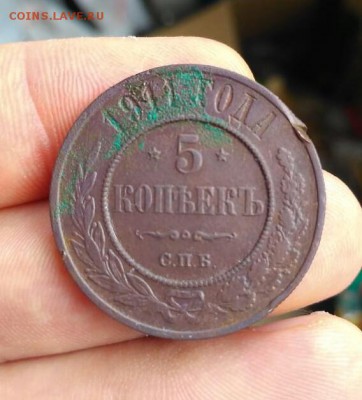 COINS.LAVE.RU
1911 ГОДА
5
КОПѢЕКЪ
С.П.Б.